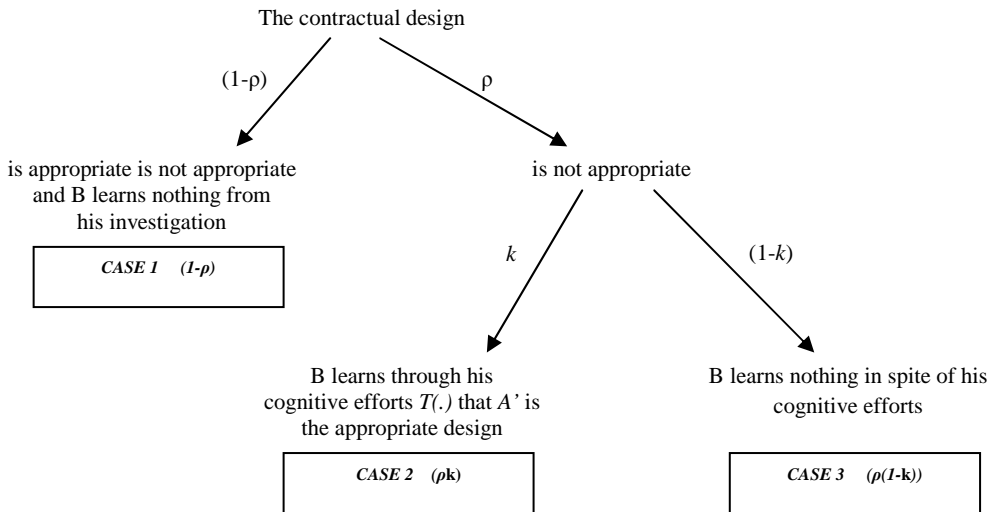 The contractual design
(1-ρ)
ρ
is appropriate is not appropriate
and B learns nothing from
his investigation
is not appropriate
CASE 1 (1-ρ)
k
(1-k)
B learns through his
cognitive efforts T(.) that A’ is
the appropriate design
B learns nothing in spite of his
cognitive efforts
CASE 2 (ρk)
CASE 3 (ρ(1-k))